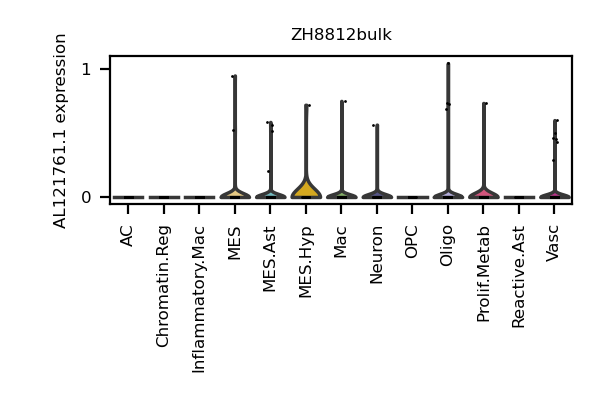 ZH8812bulk
AL121761.1 expression
1
0
AC
Chromatin.Reg
Inflammatory.Mac
MES
MES.Ast
MES.Hyp
Mac
Neuron
OPC
Oligo
Prolif.Metab
Reactive.Ast
Vasc